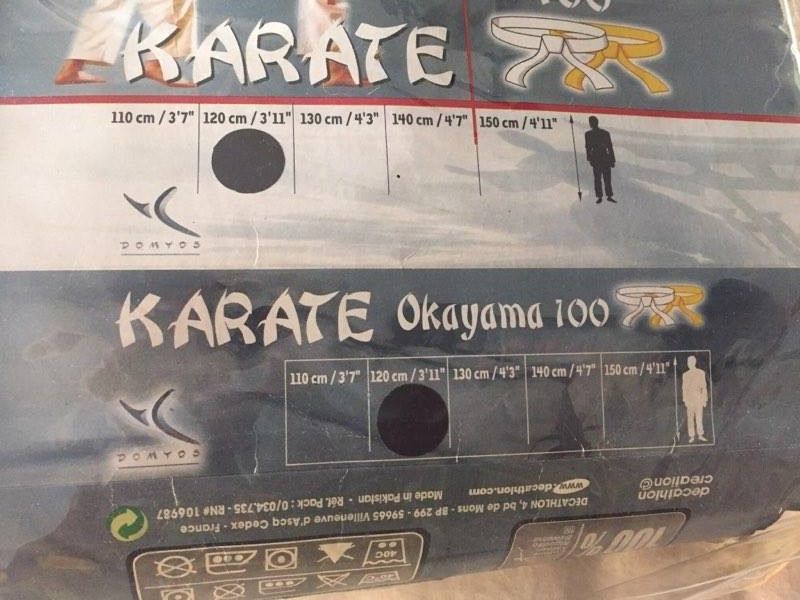 100
KARATE
110 cm / 3'7" 120 cm / 3'11" 130 cm / 4'3" 140 cm / 4'7" 150 cm / 4'11"
DOMYOS
KARATE Okayama 100
110 cm / 3'7" 120 cm / 3'11" 130 cm / 4'3" 140 cm / 4'7" 150 cm / 4'11"
DOMYOS
decathlon
creation©
DECATHLON 4, bd de Mons - BP 299 - 59665 Villeneuve d'Ascq Cedex - France
www.decathlon.com Made in Pakistan - Réf. Pack : 0/034.735 - RN# 106987
100%
40C